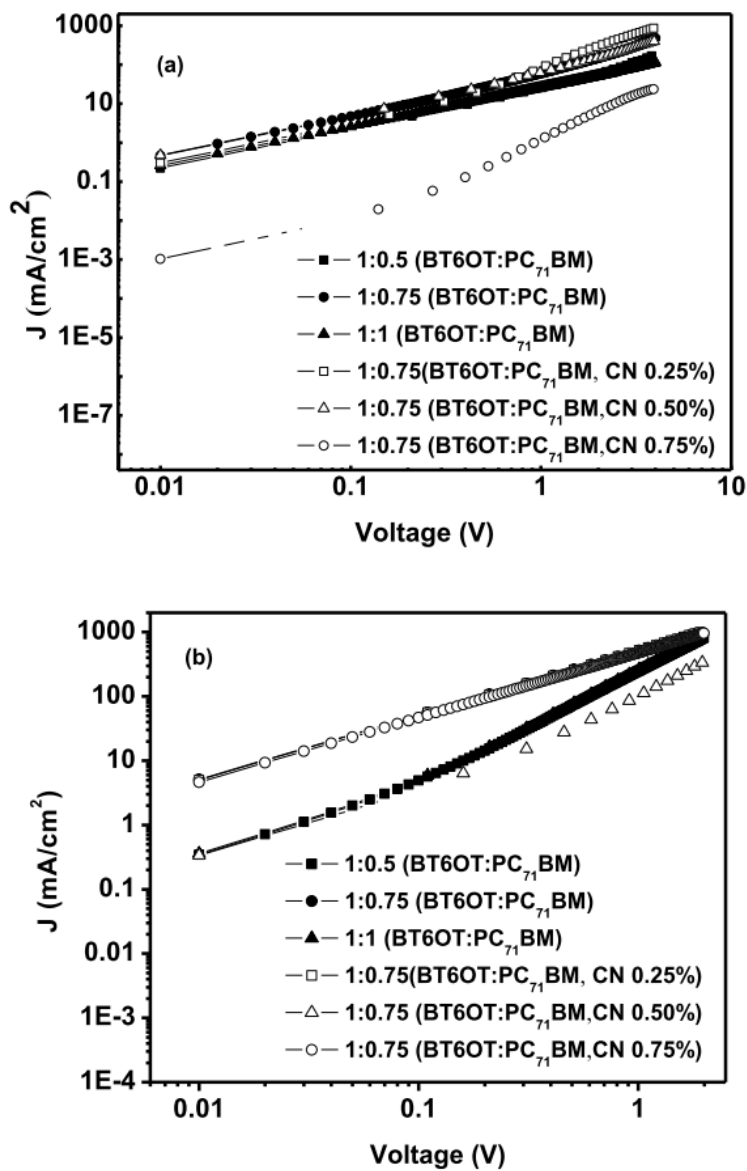 1000
(a)
10
0.1
1E-3
1E-5
1E-7
J (mA/cm²)
1:0.5 (BT6OT:PC₇₁BM)
1:0.75 (BT6OT:PC₇₁BM)
1:1 (BT6OT:PC₇₁BM)
1:0.75(BT6OT:PC₇₁BM, CN 0.25%)
1:0.75 (BT6OT:PC₇₁BM,CN 0.50%)
1:0.75 (BT6OT:PC₇₁BM,CN 0.75%)
0.01 0.1 1 10
Voltage (V)
1000
(b)
100
10
1
0.1
0.01
1E-3
1E-4
J (mA/cm²)
1:0.5 (BT6OT:PC₇₁BM)
1:0.75 (BT6OT:PC₇₁BM)
1:1 (BT6OT:PC₇₁BM)
1:0.75(BT6OT:PC₇₁BM, CN 0.25%)
1:0.75 (BT6OT:PC₇₁BM,CN 0.50%)
1:0.75 (BT6OT:PC₇₁BM,CN 0.75%)
0.01 0.1 1
Voltage (V)